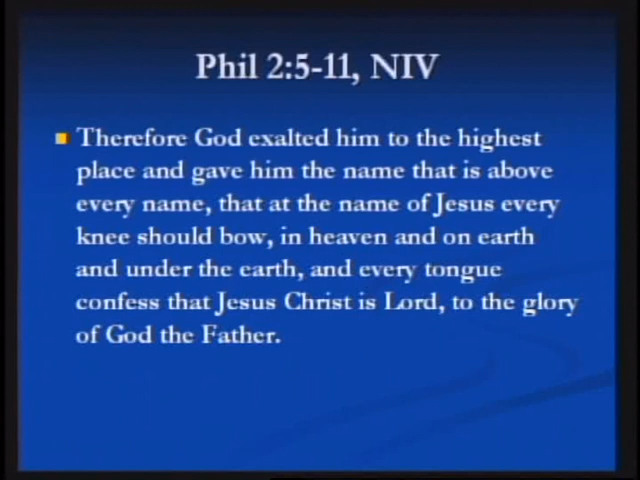 Phil 2:5-11, NIV
Therefore God exalted him to the highest
place and gave him the name that is above
every name, that at the name of Jesus every
knee should bow, in heaven and on earth
and under the earth, and every tongue
confess that Jesus Christ is Lord, to the glory
of God the Father.